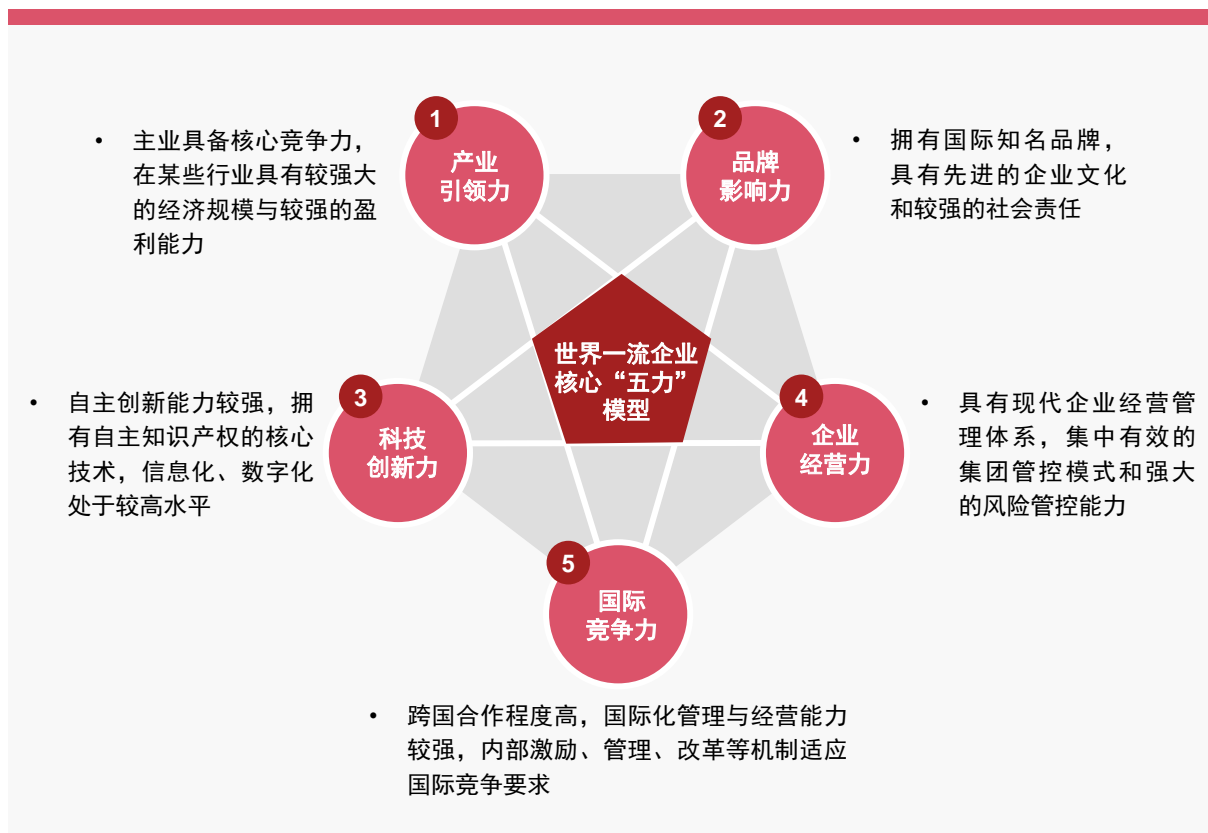 1
产业
引领力
• 主业具备核心竞争力，
在某些行业具有较强大
的经济规模与较强的盈
利能力
2
品牌
影响力
• 拥有国际知名品牌，
具有先进的企业文化
和较强的社会责任
世界一流企业
核心“五力”
模型
3
科技
创新力
• 自主创新能力较强，拥
有自主知识产权的核心
技术，信息化、数字化
处于较高水平
4
企业
经营力
• 具有现代企业经营管
理体系，集中有效的
集团管控模式和强大
的风险管控能力
5
国际
竞争力
• 跨国合作程度高，国际化管理与经营能力
较强，内部激励、管理、改革等机制适应
国际竞争要求